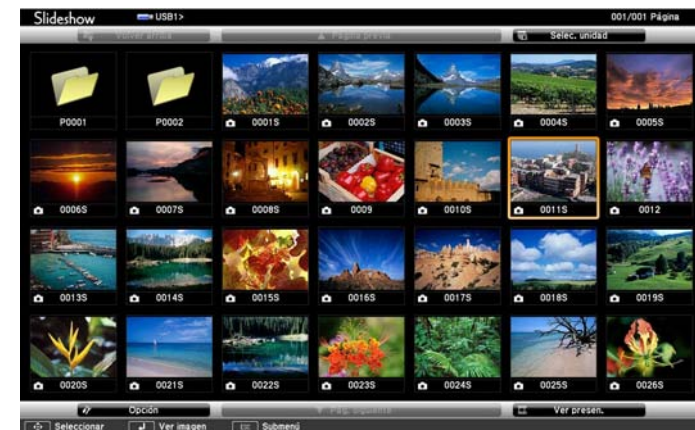 Slideshow USB1> 001/001 Página
Volver arriba Página previa Selec. unidad
P0001 P0002 0001S 0002S 0003S 0004S 0005S
0006S 0007S 0008S 0009 0010S 0011S 0012
0013S 0014S 0015S 0016S 0017S 0018S 0019S
0020S 0021S 0022S 0023S 0024S 0025S 0026S
Opción Pág. siguiente Ver presen.
Seleccionar Ver imagen Esc Submenú